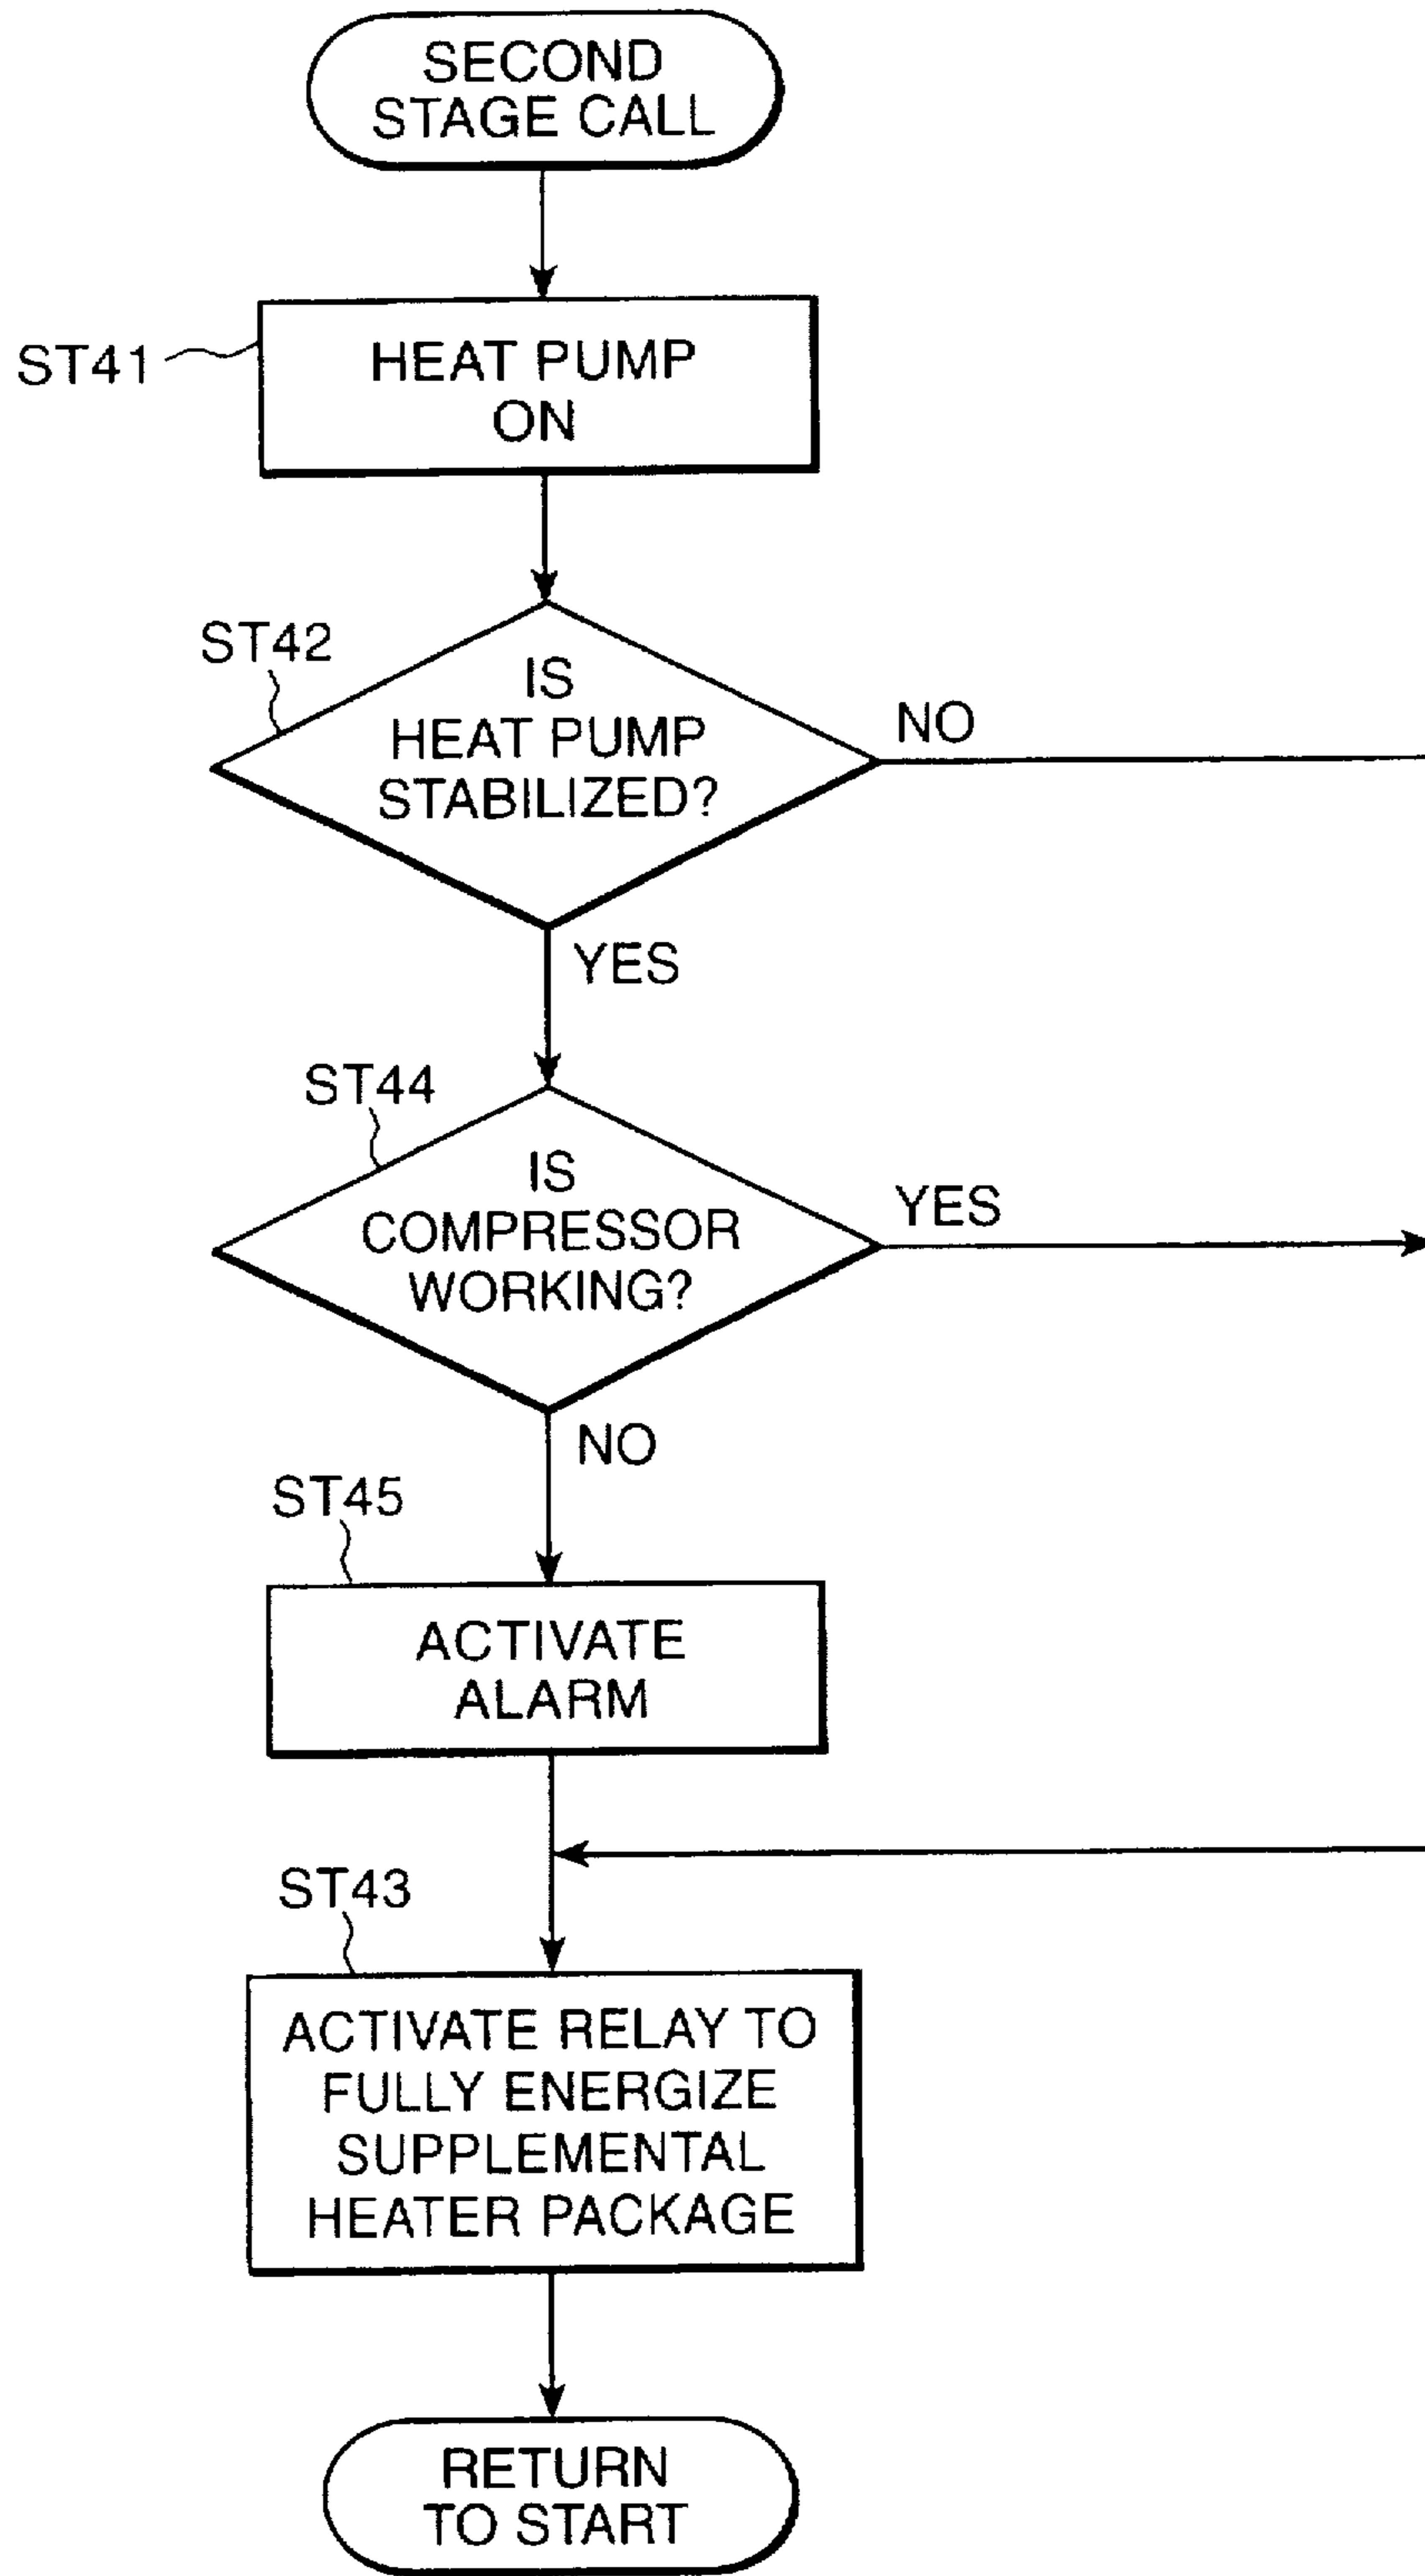 SECOND
STAGE CALL
ST41
HEAT PUMP
ON
ST42
IS
HEAT PUMP
STABILIZED?
NO
YES
ST44
IS
COMPRESSOR
WORKING?
YES
NO
ST45
ACTIVATE
ALARM
ST43
ACTIVATE RELAY TO
FULLY ENERGIZE
SUPPLEMENTAL
HEATER PACKAGE
RETURN
TO START